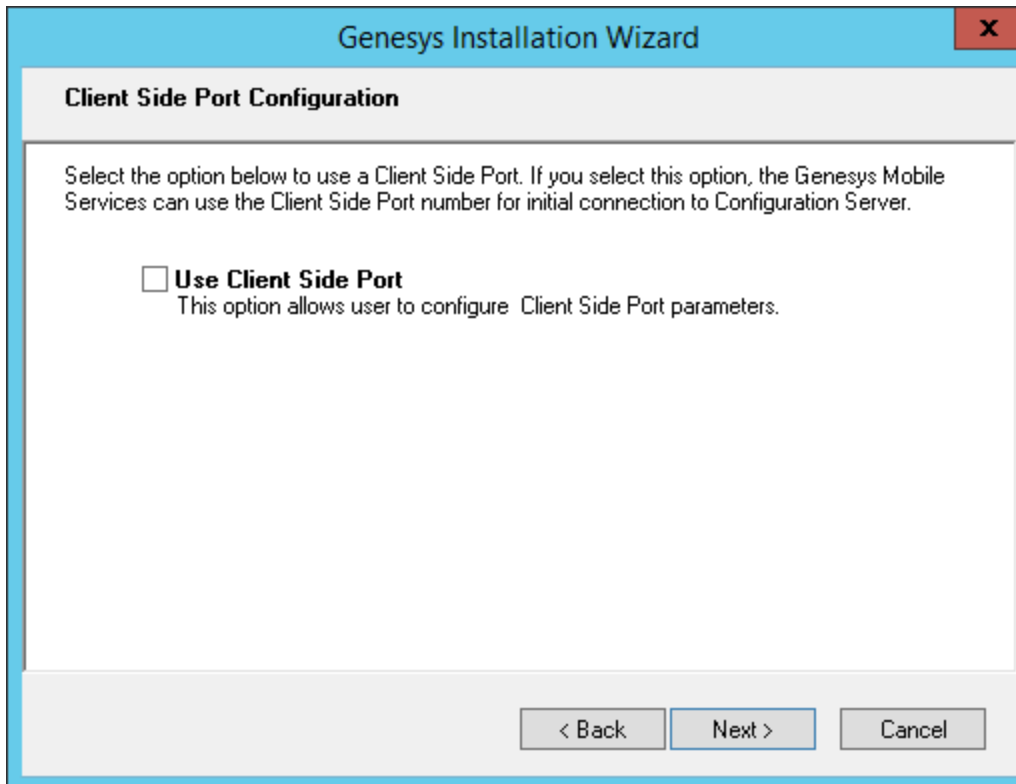 Genesys Installation Wizard
x
Client Side Port Configuration
Select the option below to use a Client Side Port. If you select this option, the Genesys Mobile
Services can use the Client Side Port number for initial connection to Configuration Server.
Use Client Side Port
This option allows user to configure  Client Side Port parameters.
< Back
Next >
Cancel